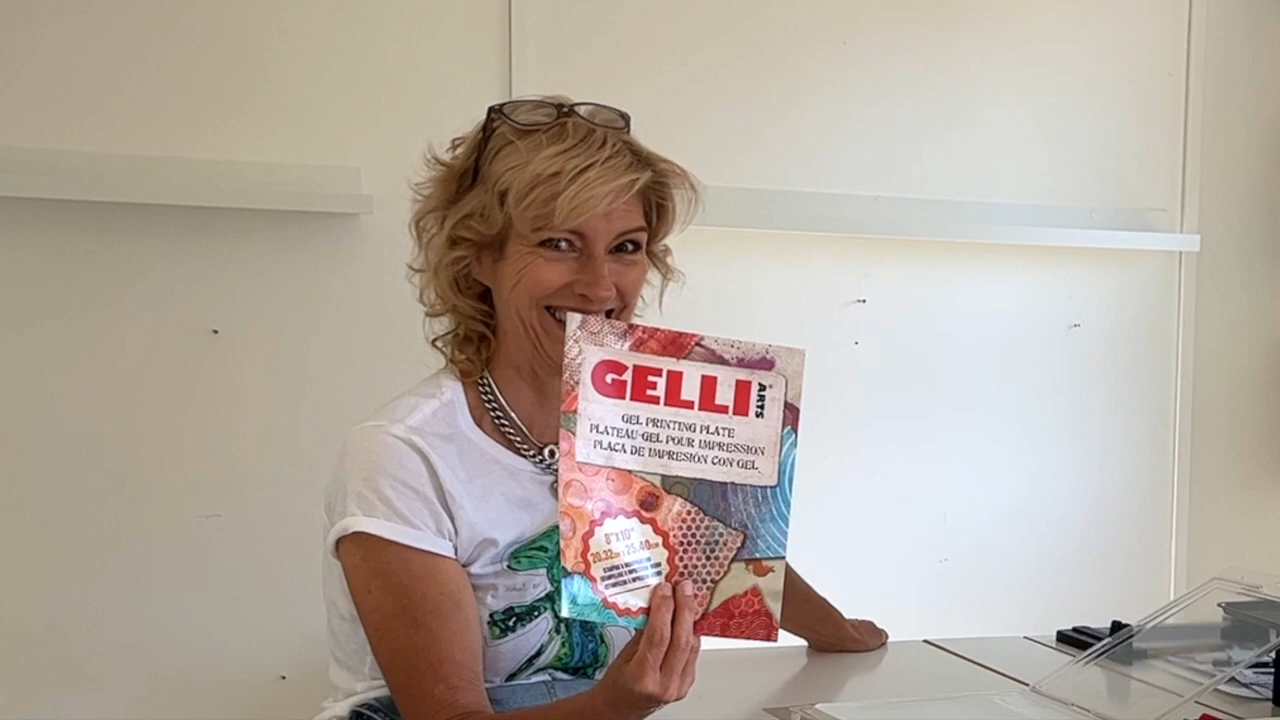 GELLI
ARTS
GEL PRINTING PLATE
PLATEAU GEL POUR IMPRESSION
PLACA DE IMPRESIÓN CON GEL
8"X10"
20.32CM X 25.40CM